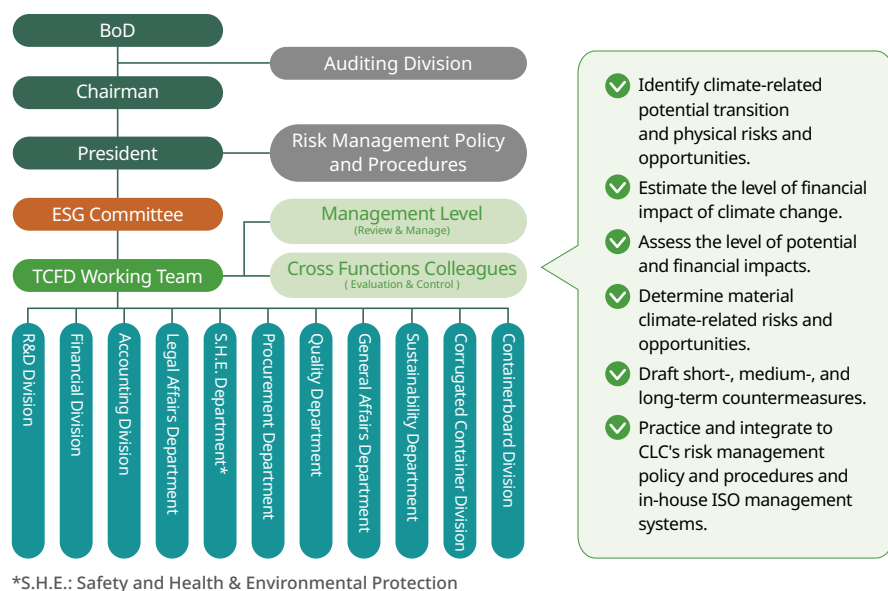 BoD
Auditing Division
Chairman
President
Risk Management Policy
and Procedures
ESG Committee
Management Level
(Review & Manage)
TCFD Working Team
Cross Functions Colleagues
( Evaluation & Control )
R&D Division
Financial Division
Accounting Division
Legal Affairs Department
S.H.E. Department*
Procurement Department
Quality Department
General Affairs Department
Sustainability Department
Corrugated Container Division
Containerboard Division
Identify climate-related
potential transition
and physical risks and
opportunities.
Estimate the level of financial
impact of climate change.
Assess the level of potential
and financial impacts.
Determine material
climate-related risks and
opportunities.
Draft short-, medium-, and
long-term countermeasures.
Practice and integrate to
CLC's risk management
policy and procedures and
in-house ISO management
systems.
*S.H.E.: Safety and Health & Environmental Protection